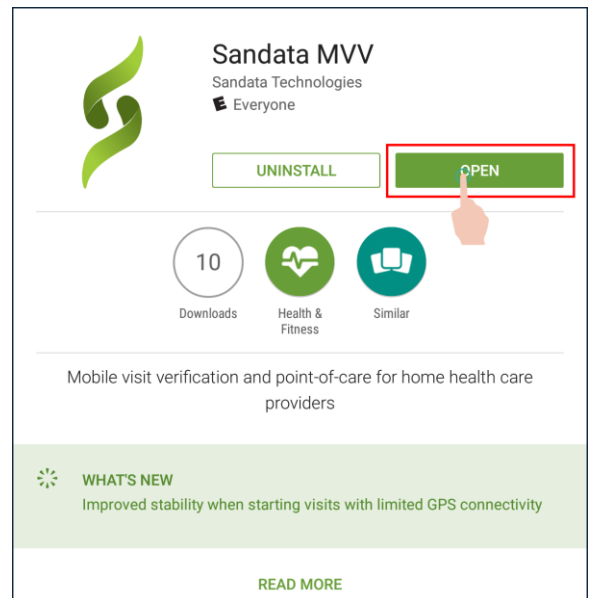 Sandata MVV
Sandata Technologies
E Everyone
UNINSTALL
OPEN
10
Downloads
Health &
Fitness
Similar
Mobile visit verification and point-of-care for home health care
providers
WHAT'S NEW
Improved stability when starting visits with limited GPS connectivity
READ MORE